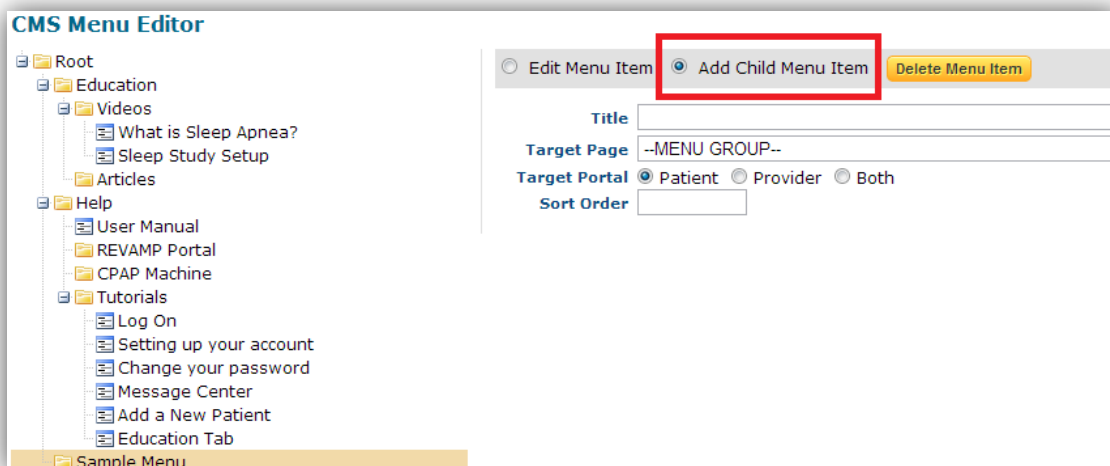 CMS Menu Editor
Root
Education
Videos
What is Sleep Apnea?
Sleep Study Setup
Articles
Help
User Manual
REVAMP Portal
CPAP Machine
Tutorials
Log On
Setting up your account
Change your password
Message Center
Add a New Patient
Education Tab
Sample Menu
Edit Menu Item Add Child Menu Item Delete Menu Item
Title
Target Page --MENU GROUP--
Target Portal Patient Provider Both
Sort Order